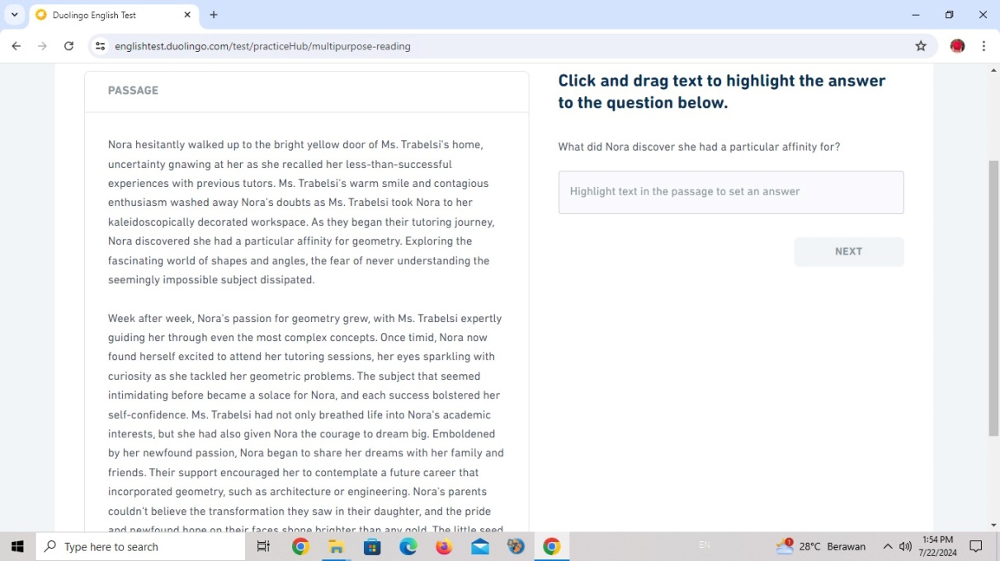 Duolingo English Test
englishtest.duolingo.com/test/practiceHub/multipurpose-reading
PASSAGE
Nora hesitantly walked up to the bright yellow door of Ms. Trabelsi's home,
uncertainty gnawing at her as she recalled her less-than-successful
experiences with previous tutors. Ms. Trabelsi's warm smile and contagious
enthusiasm washed away Nora's doubts as Ms. Trabelsi took Nora to her
kaleidoscopically decorated workspace. As they began their tutoring journey,
Nora discovered she had a particular affinity for geometry. Exploring the
fascinating world of shapes and angles, the fear of never understanding the
seemingly impossible subject dissipated.
Week after week, Nora's passion for geometry grew, with Ms. Trabelsi expertly
guiding her through even the most complex concepts. Once timid, Nora now
found herself excited to attend her tutoring sessions, her eyes sparkling with
curiosity as she tackled her geometric problems. The subject that seemed
intimidating before became a solace for Nora, and each success bolstered her
self-confidence. Ms. Trabelsi had not only breathed life into Nora's academic
interests, but she had also given Nora the courage to dream big. Emboldened
by her newfound passion, Nora began to share her dreams with her family and
friends. Their support encouraged her to contemplate a future career that
incorporated geometry, such as architecture or engineering. Nora's parents
couldn't believe the transformation they saw in their daughter, and the pride
and newfound hope on their faces shone brighter than any gold. The little seed
Click and drag text to highlight the answer
to the question below.
What did Nora discover she had a particular affinity for?
Highlight text in the passage to set an answer
NEXT
Type here to search
EN
1
28°C Berawan
1:54 PM
7/22/2024